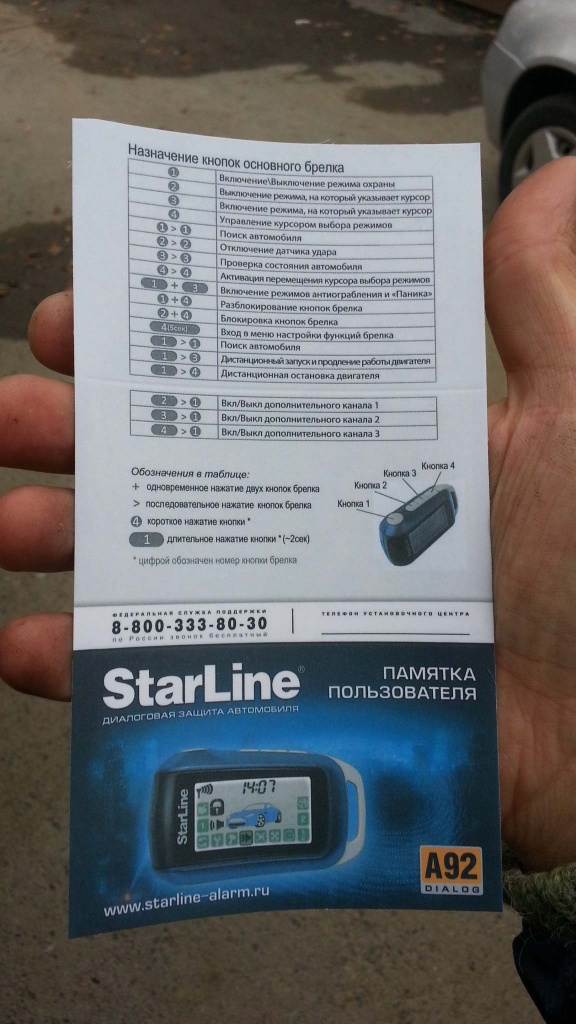 Назначение кнопок основного брелка
1 Включение\Выключение режима охраны
2 Выключение режима, на который указывает курсор
3 Включение режима, на который указывает курсор
4 Управление курсором выбора режимов
1 > 1 Поиск автомобиля
2 > 2 Отключение датчика удара
3 > 3 Проверка состояния автомобиля
4 > 4 Активация перемещения курсора выбора режимов
1 + 3 Включение режимов антиограбления и «Паника»
1 + 4 Разблокирование кнопок брелка
2 + 4 Блокировка кнопок брелка
4(5сек) Вход в меню настройки функций брелка
1 > 1 Поиск автомобиля
1 > 3 Дистанционный запуск и продление работы двигателя
1 > 4 Дистанционная остановка двигателя
2 > 1 Вкл/Выкл дополнительного канала 1
3 > 1 Вкл/Выкл дополнительного канала 2
4 > 1 Вкл/Выкл дополнительного канала 3
Обозначения в таблице:
+ одновременное нажатие двух кнопок брелка
> последовательное нажатие кнопок брелка
4 короткое нажатие кнопки *
1 длительное нажатие кнопки *(~2сек)
* цифрой обозначен номер кнопки брелка
Кнопка 4
Кнопка 3
Кнопка 2
Кнопка 1
ФЕДЕРАЛЬНАЯ СЛУЖБА ПОДДЕРЖКИ
8-800-333-80-30
по России звонок бесплатный
ТЕЛЕФОН УСТАНОВОЧНОГО ЦЕНТРА
StarLine®
ДИАЛОГОВАЯ ЗАЩИТА АВТОМОБИЛЯ
ПАМЯТКА
ПОЛЬЗОВАТЕЛЯ
StarLine
14:07
A92
DIALOG
www.starline-alarm.ru